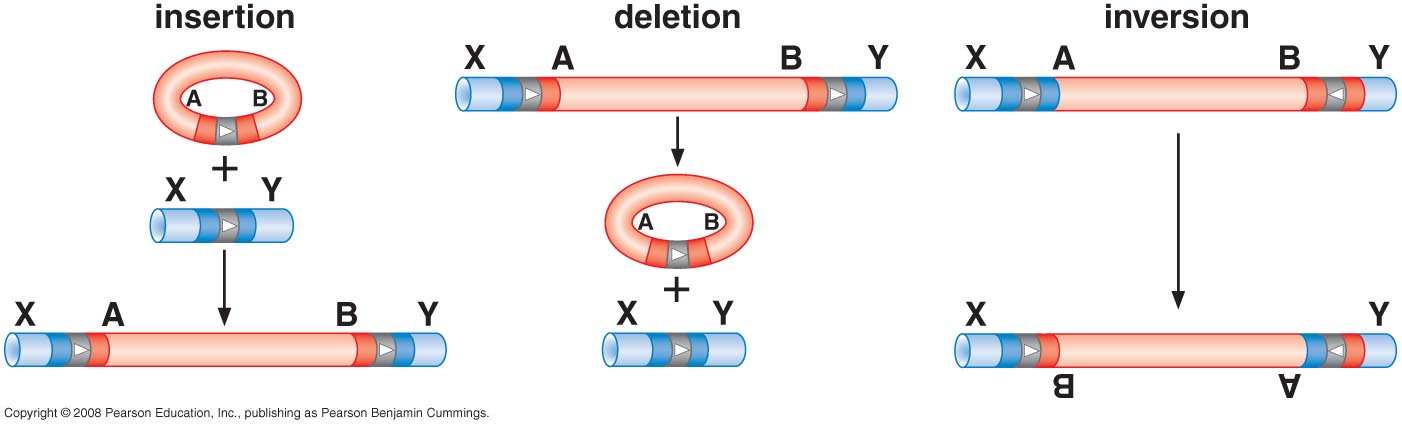 insertion
A B
+
X Y
X A B Y
deletion
X A B Y
A B
+
X Y
inversion
X A B Y
X Y
B A
Copyright © 2008 Pearson Education, Inc., publishing as Pearson Benjamin Cummings.